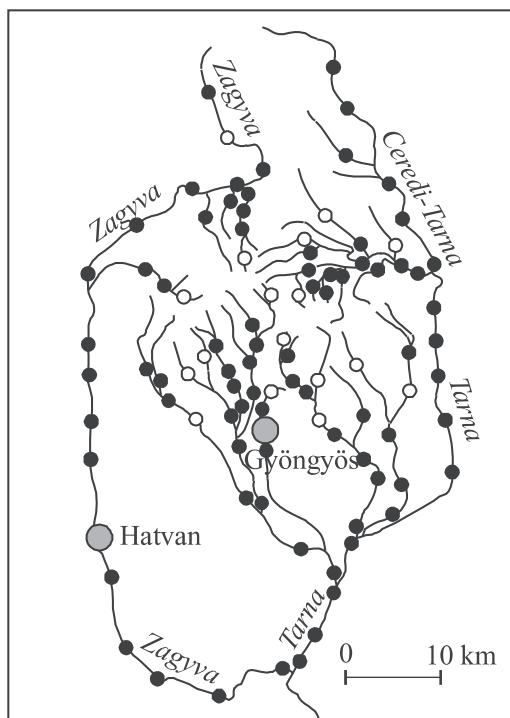 Zagyva
Ceredi-Tarna
Zagyva
Tarna
Gyöngyös
Hatvan
Tarna
Zagyva
0 10 km